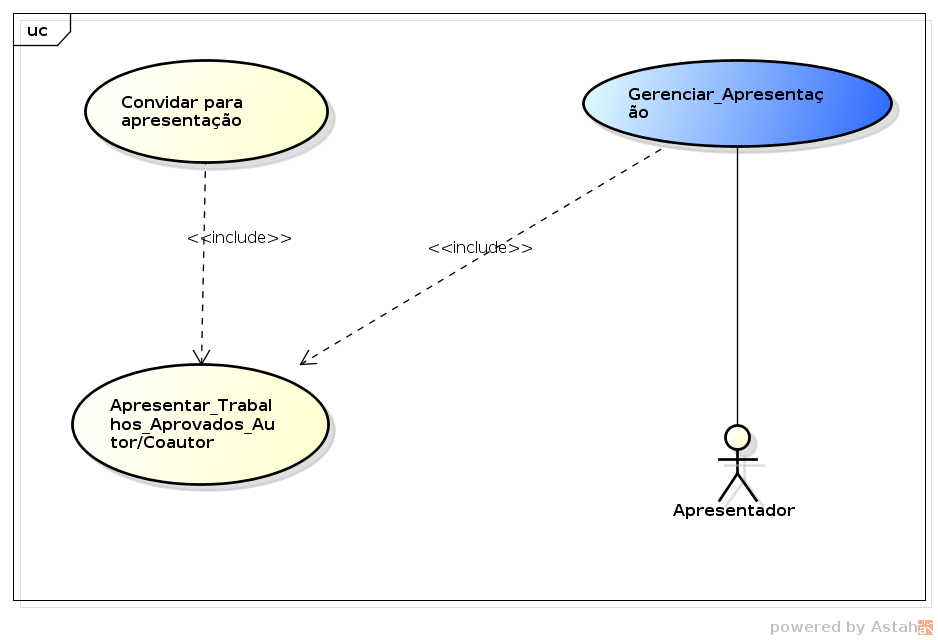 uc
Convidar para
apresentação
Gerenciar_Apresentaç
ão
<<include>>
<<include>>
Apresentar_Trabal
hos_Aprovados_Au
tor/Coautor
Apresentador
powered by Astah